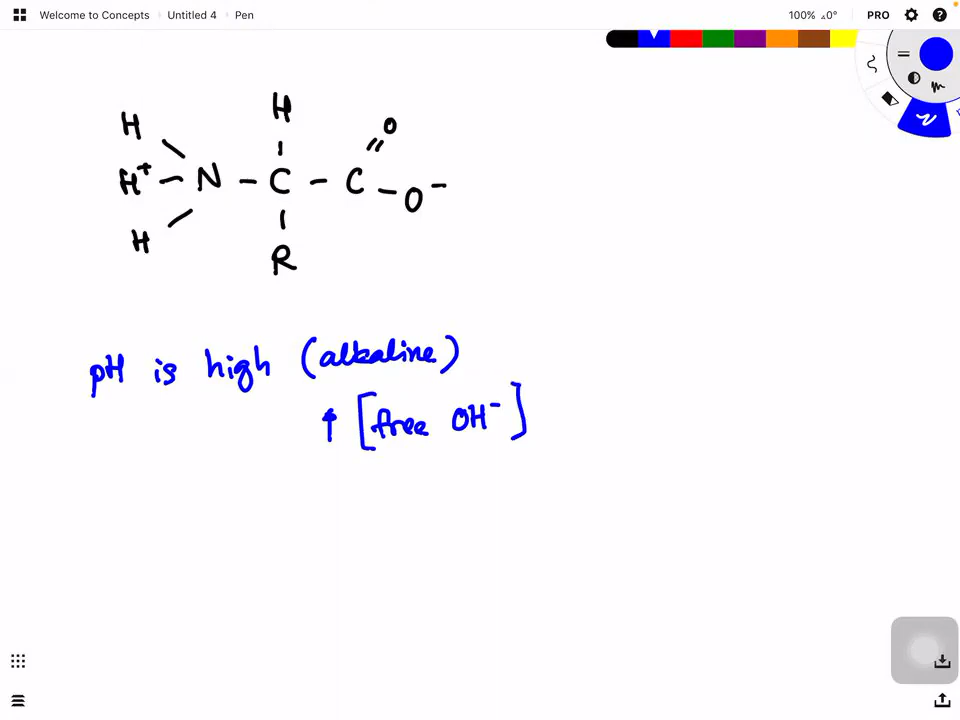 Welcome to Concepts › Untitled 4 › Pen
100% ⊿0°
PRO
H
H
O
H⁺ – N – C – C – O⁻
H
R
pH is high (alkaline)
↑ [free OH⁻]